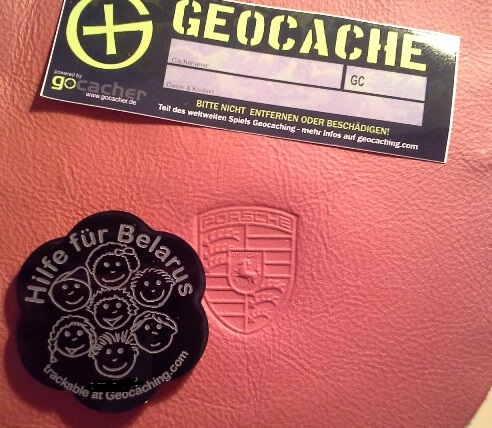 GEOCACHE
Cachename
GC
Owner & Kontakt
powered by
gocacher
www.gocacher.de
BITTE NICHT ENTFERNEN ODER BESCHÄDIGEN!
Teil des weltweiten Spiels Geocaching - mehr Infos auf geocaching.com
PORSCHE
Hilfe für Belarus
trackable at Geocaching.com